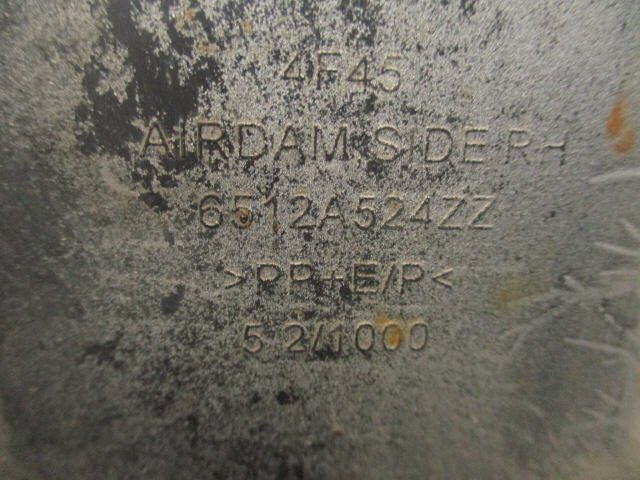 4F45
AIRDAM, SIDE RH
6512A524ZZ
>PP+E/P<
5.2/1000